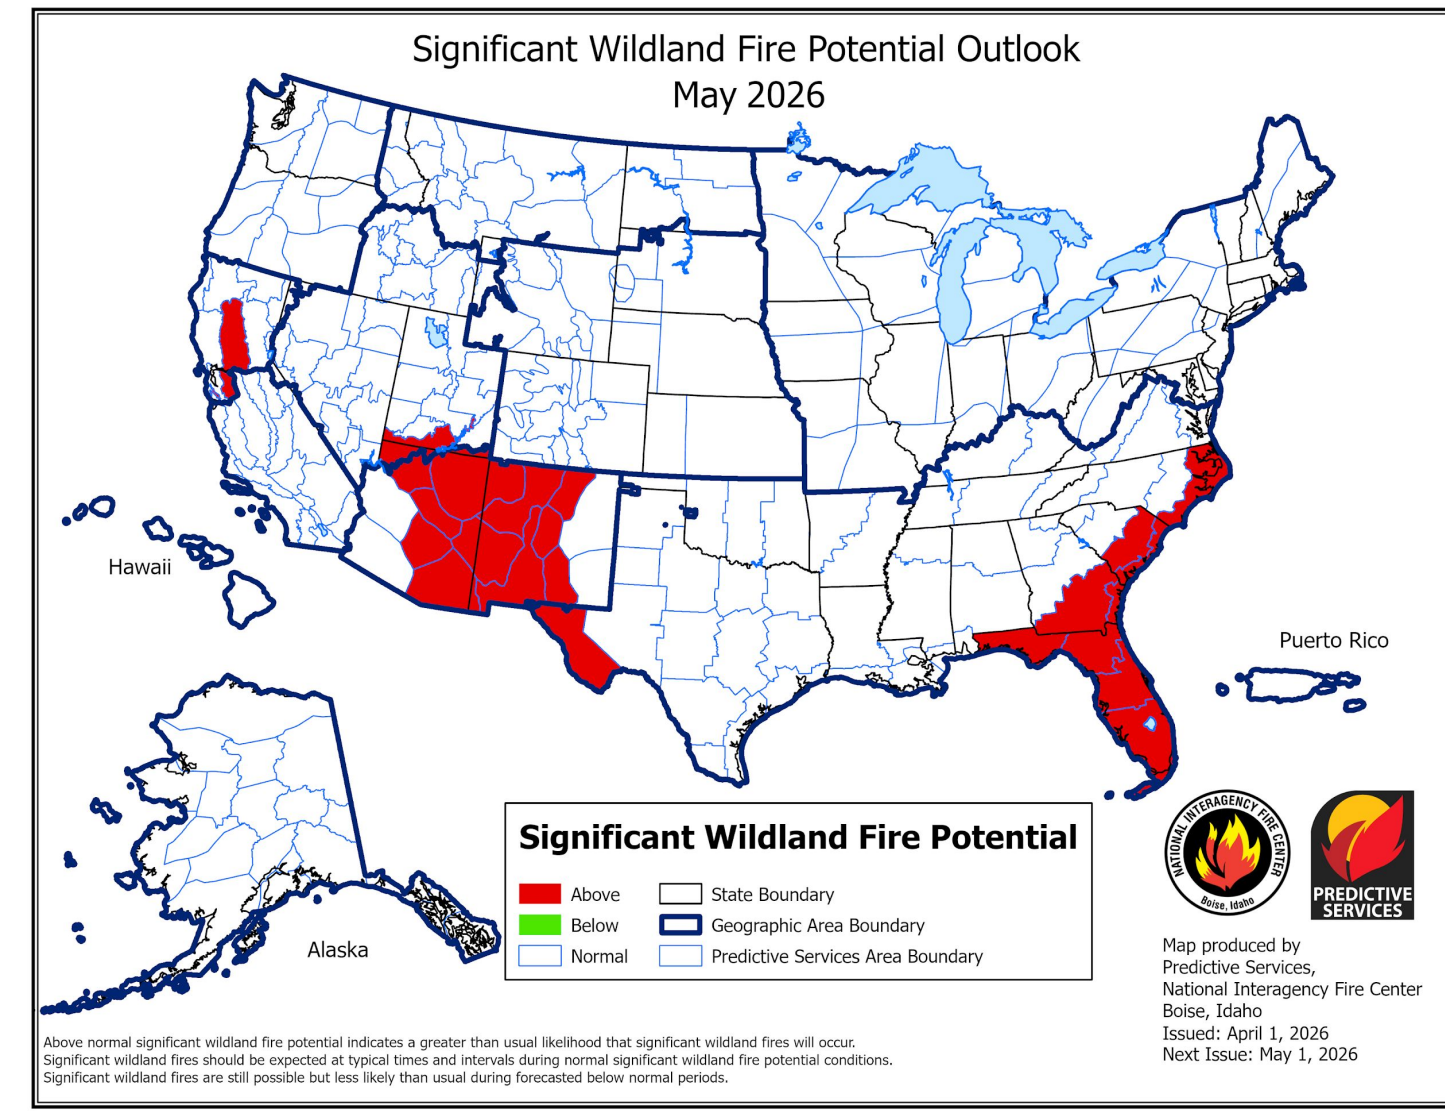 Significant Wildland Fire Potential Outlook
May 2026
Hawaii
Puerto Rico
Alaska
Significant Wildland Fire Potential
Above
State Boundary
Below
Geographic Area Boundary
Normal
Predictive Services Area Boundary
NATIONAL INTERAGENCY FIRE CENTER
Boise, Idaho
PREDICTIVE
SERVICES
Map produced by
Predictive Services,
National Interagency Fire Center
Boise, Idaho
Issued: April 1, 2026
Next Issue: May 1, 2026
Above normal significant wildland fire potential indicates a greater than usual likelihood that significant wildland fires will occur.
Significant wildland fires should be expected at typical times and intervals during normal significant wildland fire potential conditions.
Significant wildland fires are still possible but less likely than usual during forecasted below normal periods.